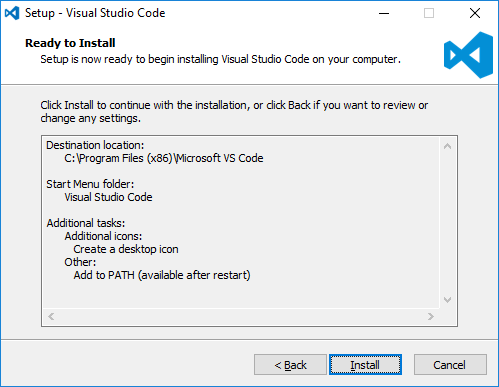 Setup - Visual Studio Code
Ready to Install
Setup is now ready to begin installing Visual Studio Code on your computer.
Click Install to continue with the installation, or click Back if you want to review or
change any settings.
Destination location:
C:\Program Files (x86)\Microsoft VS Code
Start Menu folder:
Visual Studio Code
Additional tasks:
Additional icons:
Create a desktop icon
Other:
Add to PATH (available after restart)
< Back
Install
Cancel